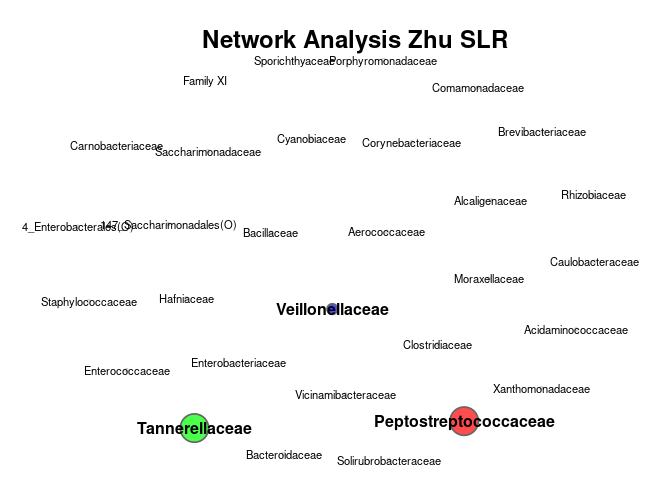 Network Analysis Zhu SLR
Sporichthyaceae
Porphyromonadaceae
Family XI
Comamonadaceae
Brevibacteriaceae
Cyanobiaceae
Corynebacteriaceae
Carnobacteriaceae
Saccharimonadaceae
Rhizobiaceae
Alcaligenaceae
4_Enterobacterales(O)
147_Saccharimonadales(O)
Bacillaceae
Aerococcaceae
Caulobacteraceae
Moraxellaceae
Staphylococcaceae
Hafniaceae
Veillonellaceae
Acidaminococcaceae
Clostridiaceae
Enterobacteriaceae
Enterococcaceae
Xanthomonadaceae
Vicinamibacteraceae
Tannerellaceae
Peptostreptococcaceae
Bacteroidaceae
Solirubrobacteraceae